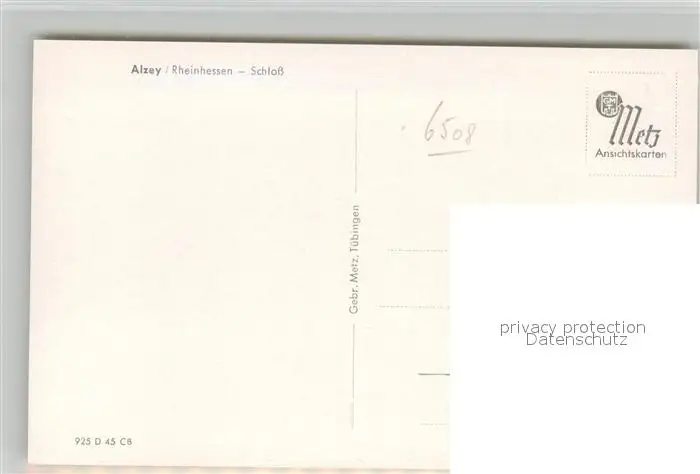 Alzey / Rheinhessen – Schloß
6508
Metz
Ansichtskarten
Gebr. Metz, Tübingen
privacy protection
Datenschutz
925 D 45 C8